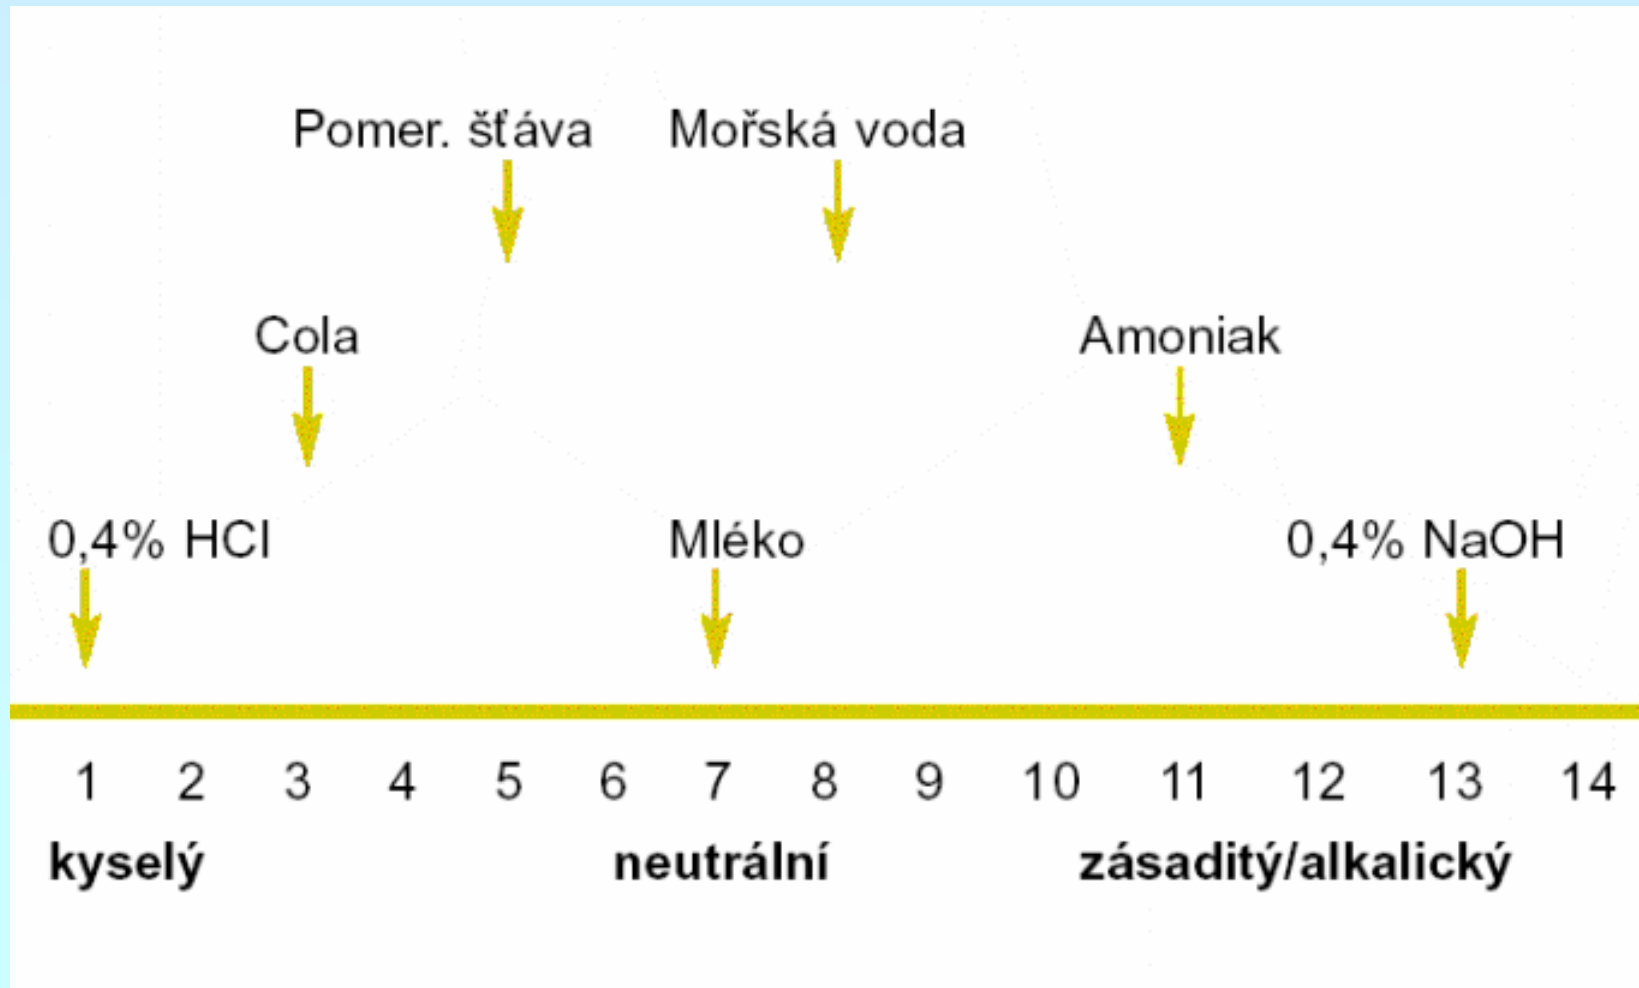 Pomer. šťáva Mořská voda
Cola Amoniak
0,4% HCl Mléko 0,4% NaOH
1 2 3 4 5 6 7 8 9 10 11 12 13 14
kyselý neutrální zásaditý/alkalický